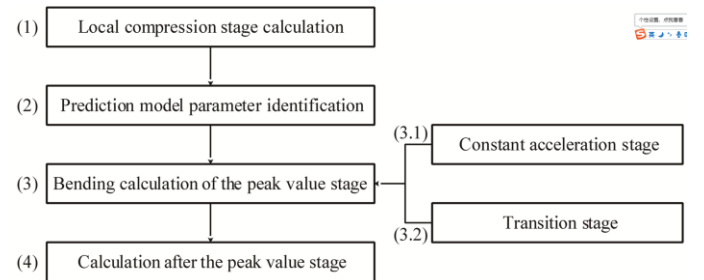 (1) Local compression stage calculation
(2) Prediction model parameter identification
(3) Bending calculation of the peak value stage
(4) Calculation after the peak value stage
(3.1) Constant acceleration stage
(3.2) Transition stage
英